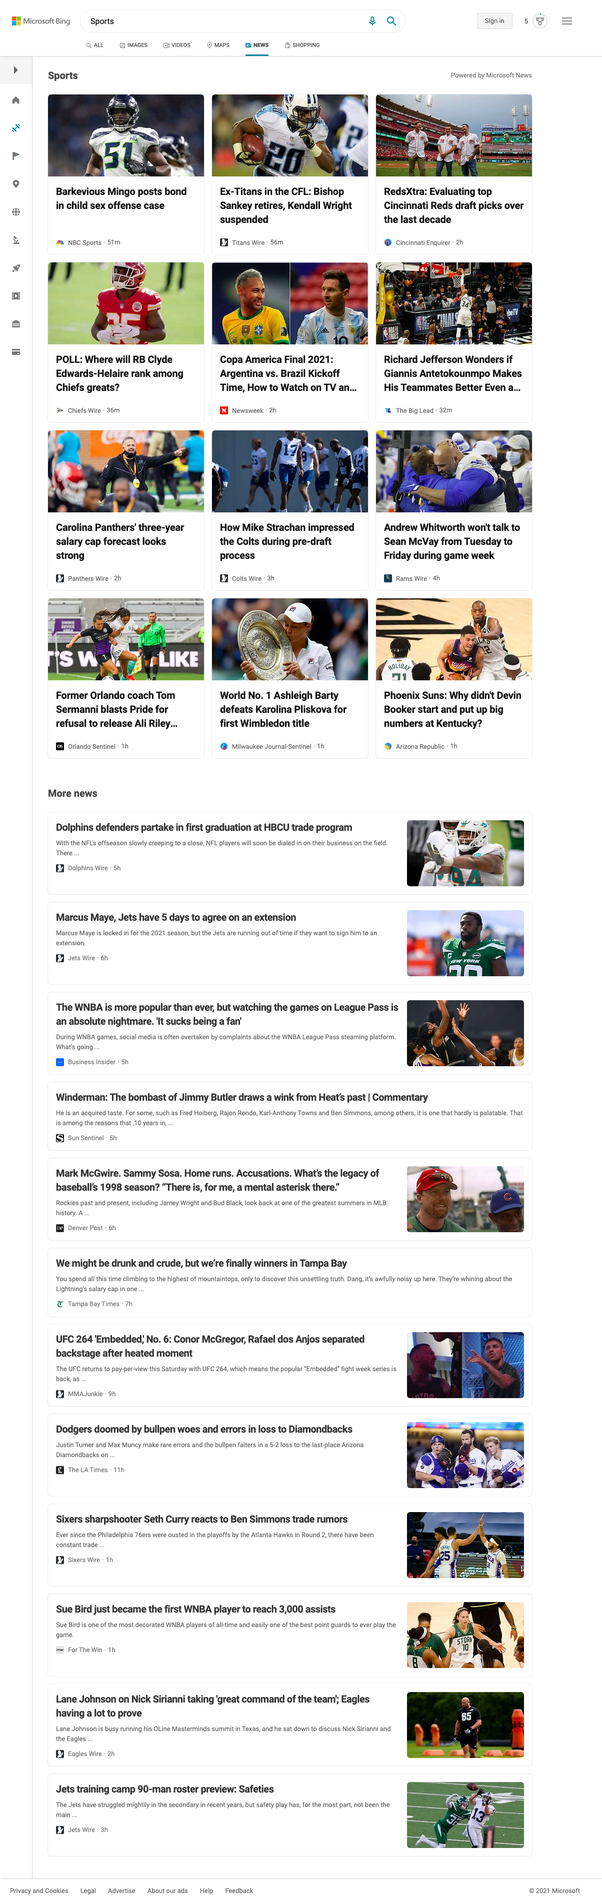 Microsoft Bing
Sports
Sign in
5
ALL
IMAGES
VIDEOS
MAPS
NEWS
SHOPPING
Sports
Powered by Microsoft News
Barkevious Mingo posts bond
in child sex offense case
NBC Sports · 51m
Ex-Titans in the CFL: Bishop
Sankey retires, Kendall Wright
suspended
Titans Wire · 56m
RedsXtra: Evaluating top
Cincinnati Reds draft picks over
the last decade
Cincinnati Enquirer · 2h
POLL: Where will RB Clyde
Edwards-Helaire rank among
Chiefs greats?
Chiefs Wire · 36m
Copa America Final 2021:
Argentina vs. Brazil Kickoff
Time, How to Watch on TV an...
Newsweek · 2h
Richard Jefferson Wonders if
Giannis Antetokounmpo Makes
His Teammates Better Even a...
The Big Lead · 32m
Carolina Panthers' three-year
salary cap forecast looks
strong
Panthers Wire · 2h
How Mike Strachan impressed
the Colts during pre-draft
process
Colts Wire · 3h
Andrew Whitworth won't talk to
Sean McVay from Tuesday to
Friday during game week
Rams Wire · 4h
Former Orlando coach Tom
Sermanni blasts Pride for
refusal to release Ali Riley...
Orlando Sentinel · 1h
World No. 1 Ashleigh Barty
defeats Karolina Pliskova for
first Wimbledon title
Milwaukee Journal-Sentinel · 1h
Phoenix Suns: Why didn't Devin
Booker start and put up big
numbers at Kentucky?
Arizona Republic · 1h
More news
Dolphins defenders partake in first graduation at HBCU trade program
With the NFL's offseason slowly creeping to a close, NFL players will soon be dialed in on their business on the field.
There ...
Dolphins Wire · 5h
Marcus Maye, Jets have 5 days to agree on an extension
Marcus Maye is locked in for the 2021 season, but the Jets are running out of time if they want to sign him to an
extension.
Jets Wire · 6h
The WNBA is more popular than ever, but watching the games on League Pass is
an absolute nightmare. 'It sucks being a fan'
During WNBA games, social media is often overtaken by complaints about the WNBA League Pass steaming platform.
What's going ...
Business Insider · 5h
Winderman: The bombast of Jimmy Butler draws a wink from Heat's past | Commentary
He is an acquired taste. For some, such as Fred Hoiberg, Rajon Rondo, Karl-Anthony Towns and Ben Simmons, among others, it is one that hardly is palatable. That
is among the reasons that ,10 years in, ...
Sun Sentinel · 5h
Mark McGwire. Sammy Sosa. Home runs. Accusations. What's the legacy of
baseball's 1998 season? “There is, for me, a mental asterisk there.”
Rockies past and present, including Jamey Wright and Bud Black, look back at one of the greatest summers in MLB
history. A ...
Denver Post · 6h
We might be drunk and crude, but we're finally winners in Tampa Bay
You spend all this time climbing to the highest of mountaintops, only to discover this unsettling truth. Dang, it's awfully noisy up here. They're whining about the
Lightning's salary cap in one ...
Tampa Bay Times · 7h
UFC 264 'Embedded,' No. 6: Conor McGregor, Rafael dos Anjos separated
backstage after heated moment
The UFC returns to pay-per-view this Saturday with UFC 264, which means the popular “Embedded” fight week series is
back, as ...
MMAJunkie · 9h
Dodgers doomed by bullpen woes and errors in loss to Diamondbacks
Justin Turner and Max Muncy make rare errors and the bullpen falters in a 5-2 loss to the last-place Arizona
Diamondbacks on ...
The LA Times · 11h
Sixers sharpshooter Seth Curry reacts to Ben Simmons trade rumors
Ever since the Philadelphia 76ers were ousted in the playoffs by the Atlanta Hawks in Round 2, there have been
constant trade ...
Sixers Wire · 1h
Sue Bird just became the first WNBA player to reach 3,000 assists
Sue Bird is one of the most decorated WNBA players of all-time and easily one of the best point guards to ever play the
game.
For The Win · 1h
Lane Johnson on Nick Sirianni taking 'great command of the team'; Eagles
having a lot to prove
Lane Johnson is busy running his OLine Masterminds summit in Texas, and he sat down to discuss Nick Sirianni and
the Eagles ...
Eagles Wire · 2h
Jets training camp 90-man roster preview: Safeties
The Jets have struggled mightily in the secondary in recent years, but safety play has, for the most part, not been the
main ...
Jets Wire · 3h
Privacy and Cookies
Legal
Advertise
About our ads
Help
Feedback
© 2021 Microsoft